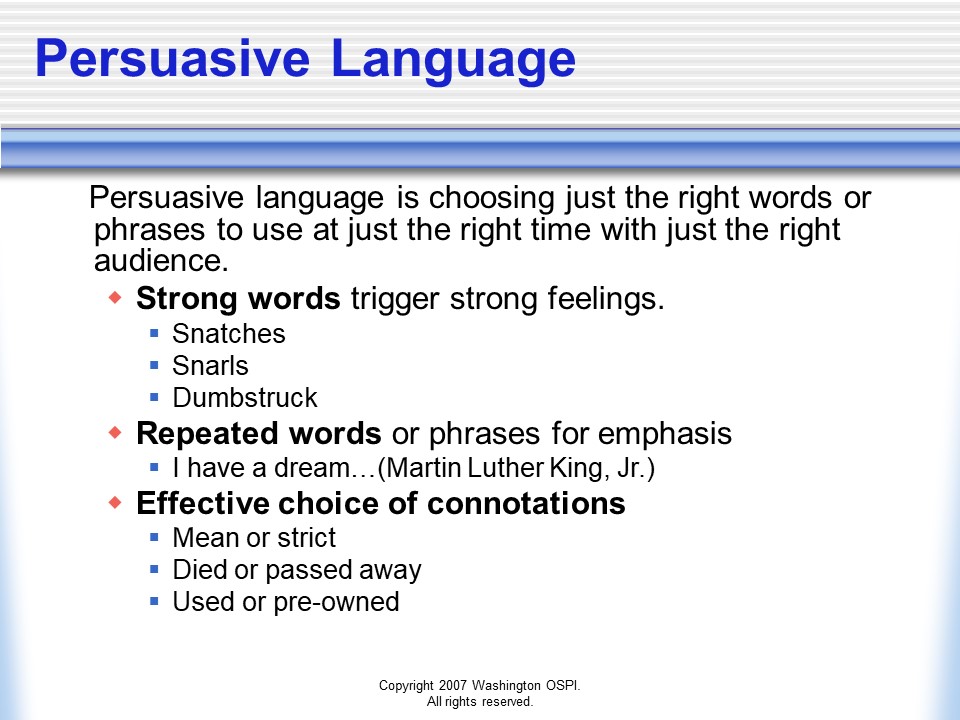 Persuasive Language
Persuasive language is choosing just the right words or
phrases to use at just the right time with just the right
audience.
Strong words trigger strong feelings.
Snatches
Snarls
Dumbstruck
Repeated words or phrases for emphasis
I have a dream…(Martin Luther King, Jr.)
Effective choice of connotations
Mean or strict
Died or passed away
Used or pre-owned
Copyright 2007 Washington OSPI.
All rights reserved.